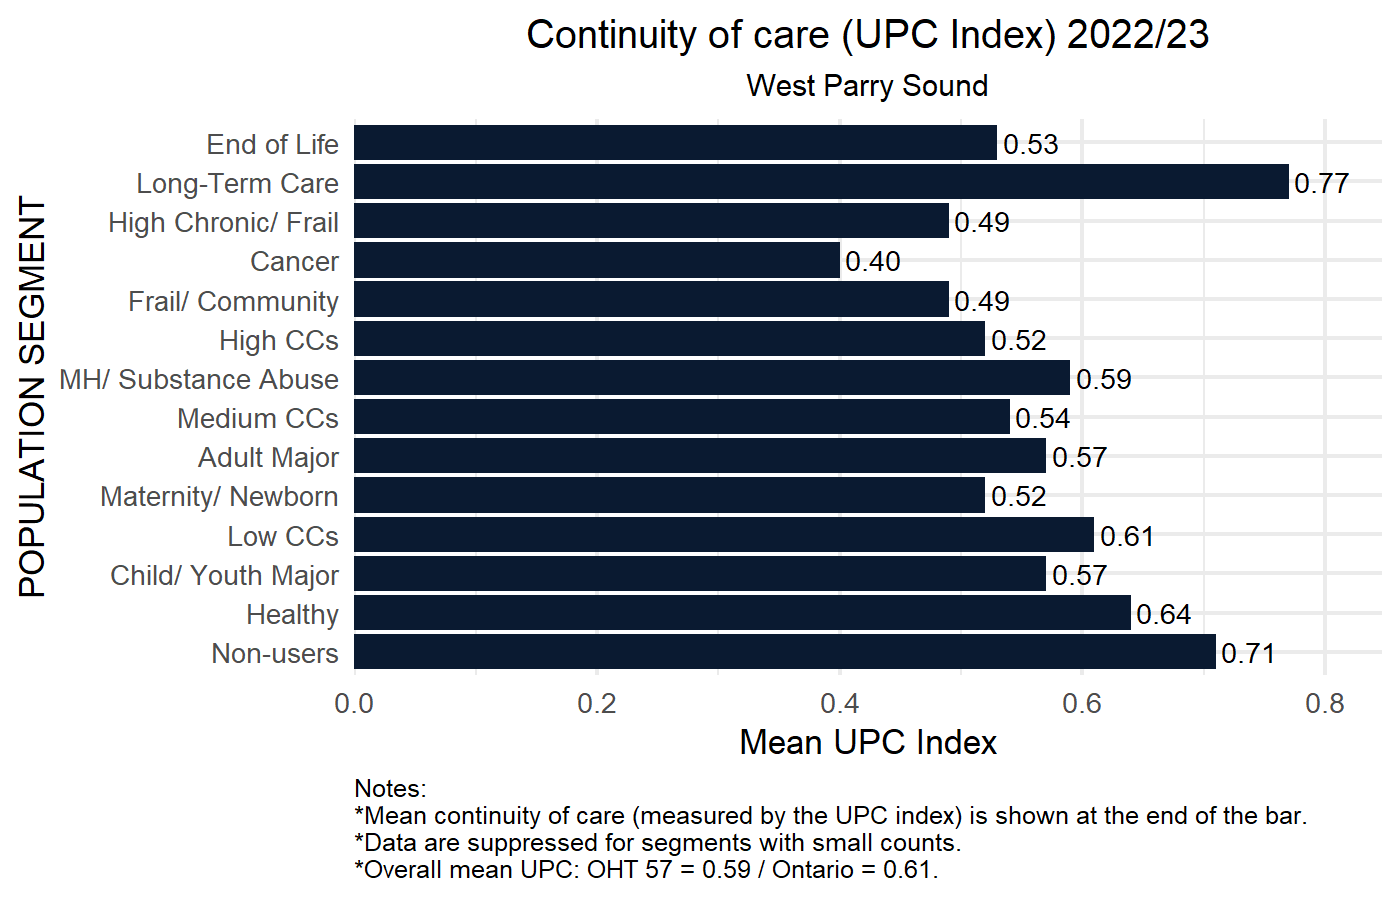 Continuity of care (UPC Index) 2022/23
West Parry Sound
POPULATION SEGMENT
End of Life 0.53
Long-Term Care 0.77
High Chronic/ Frail 0.49
Cancer 0.40
Frail/ Community 0.49
High CCs 0.52
MH/ Substance Abuse 0.59
Medium CCs 0.54
Adult Major 0.57
Maternity/ Newborn 0.52
Low CCs 0.61
Child/ Youth Major 0.57
Healthy 0.64
Non-users 0.71
0.0 0.2 0.4 0.6 0.8
Mean UPC Index
Notes:
*Mean continuity of care (measured by the UPC index) is shown at the end of the bar.
*Data are suppressed for segments with small counts.
*Overall mean UPC: OHT 57 = 0.59 / Ontario = 0.61.